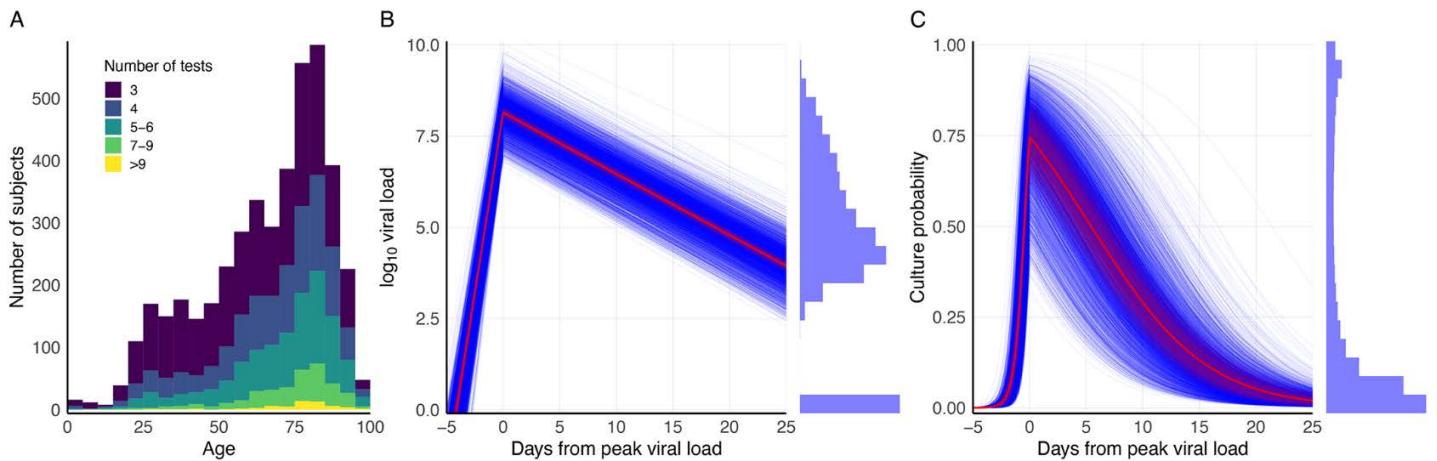 A
Number of subjects
500
400
300
200
100
0
Number of tests
3
4
5−6
7−9
>9
0 25 50 75 100
Age
B
log10 viral load
10.0
7.5
5.0
2.5
0.0
−5 0 5 10 15 20 25
Days from peak viral load
C
Culture probability
1.00
0.75
0.50
0.25
0.00
−5 0 5 10 15 20 25
Days from peak viral load